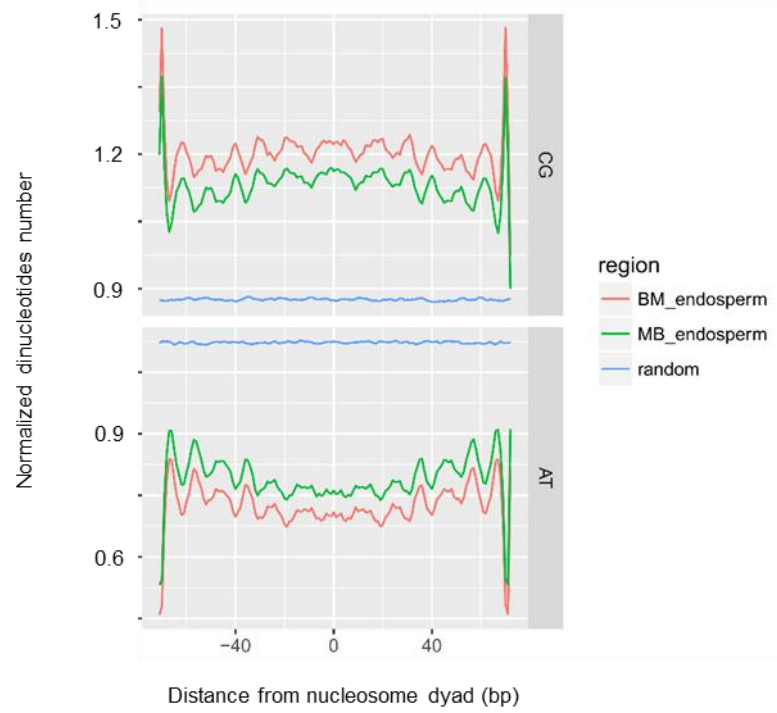 Normalized dinucleotides number
1.5
1.2
0.9
CG
0.9
0.6
AT
−40
0
40
Distance from nucleosome dyad (bp)
region
BM_endosperm
MB_endosperm
random